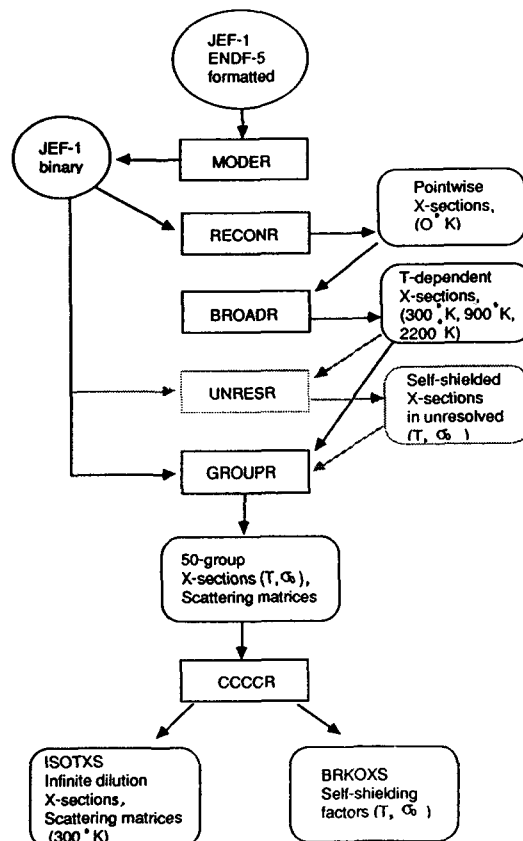 JEF-1
ENDF-5
formatted
JEF-1
binary
MODER
Pointwise
X-sections,
(O°K)
RECONR
T-dependent
X-sections,
(300°K, 900°K,
2200°K)
BROADR
UNRESR
Self-shielded
X-sections
in unresolved
(T, σ₀ )
GROUPR
50-group
X-sections (T,σ₀),
Scattering matrices
CCCCR
ISOTXS
Infinite dilution
X-sections,
Scattering matrices
(300°K)
BRKOXS
Self-shielding
factors (T, σ₀ )